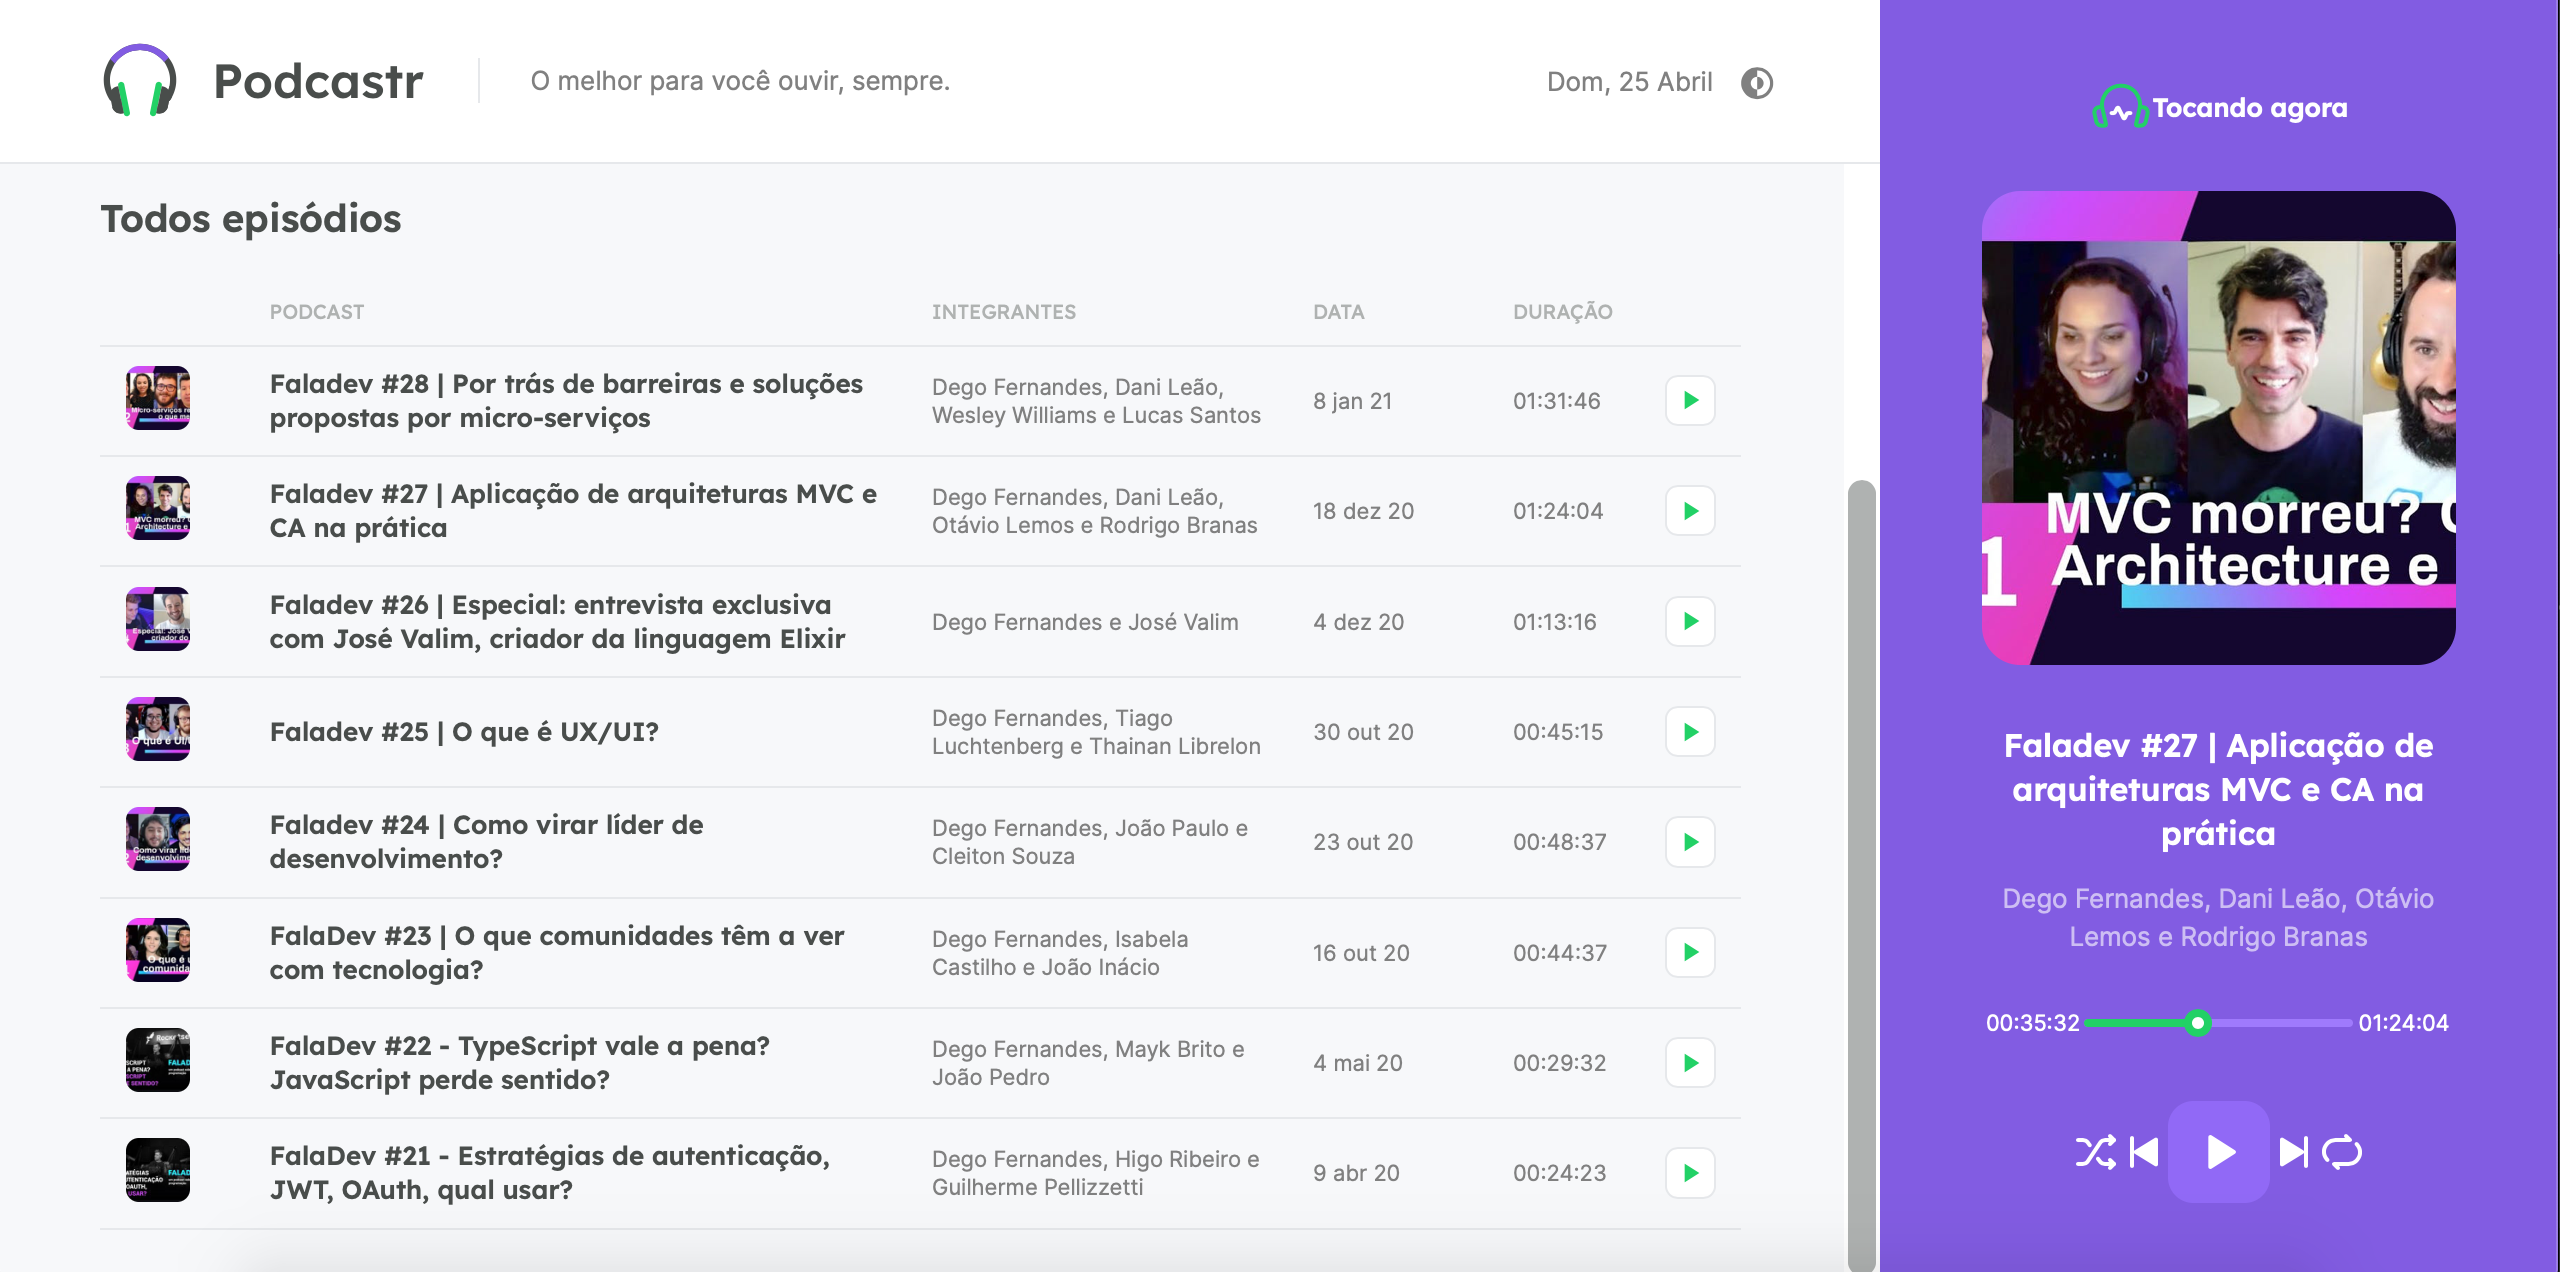 Podcastr
O melhor para você ouvir, sempre.
Dom, 25 Abril
Todos episódios
PODCAST INTEGRANTES DATA DURAÇÃO
Faladev #28 | Por trás de barreiras e soluções
propostas por micro-serviços
Dego Fernandes, Dani Leão,
Wesley Williams e Lucas Santos
8 jan 21
01:31:46
Faladev #27 | Aplicação de arquiteturas MVC e
CA na prática
Dego Fernandes, Dani Leão,
Otávio Lemos e Rodrigo Branas
18 dez 20
01:24:04
Faladev #26 | Especial: entrevista exclusiva
com José Valim, criador da linguagem Elixir
Dego Fernandes e José Valim
4 dez 20
01:13:16
Faladev #25 | O que é UX/UI?
Dego Fernandes, Tiago
Luchtenberg e Thainan Librelon
30 out 20
00:45:15
Faladev #24 | Como virar líder de
desenvolvimento?
Dego Fernandes, João Paulo e
Cleiton Souza
23 out 20
00:48:37
FalaDev #23 | O que comunidades têm a ver
com tecnologia?
Dego Fernandes, Isabela
Castilho e João Inácio
16 out 20
00:44:37
FalaDev #22 - TypeScript vale a pena?
JavaScript perde sentido?
Dego Fernandes, Mayk Brito e
João Pedro
4 mai 20
00:29:32
FalaDev #21 - Estratégias de autenticação,
JWT, OAuth, qual usar?
Dego Fernandes, Higo Ribeiro e
Guilherme Pellizzetti
9 abr 20
00:24:23
Tocando agora
MVC morreu?
1 Architecture e
Faladev #27 | Aplicação de
arquiteturas MVC e CA na
prática
Dego Fernandes, Dani Leão, Otávio
Lemos e Rodrigo Branas
00:35:32 01:24:04